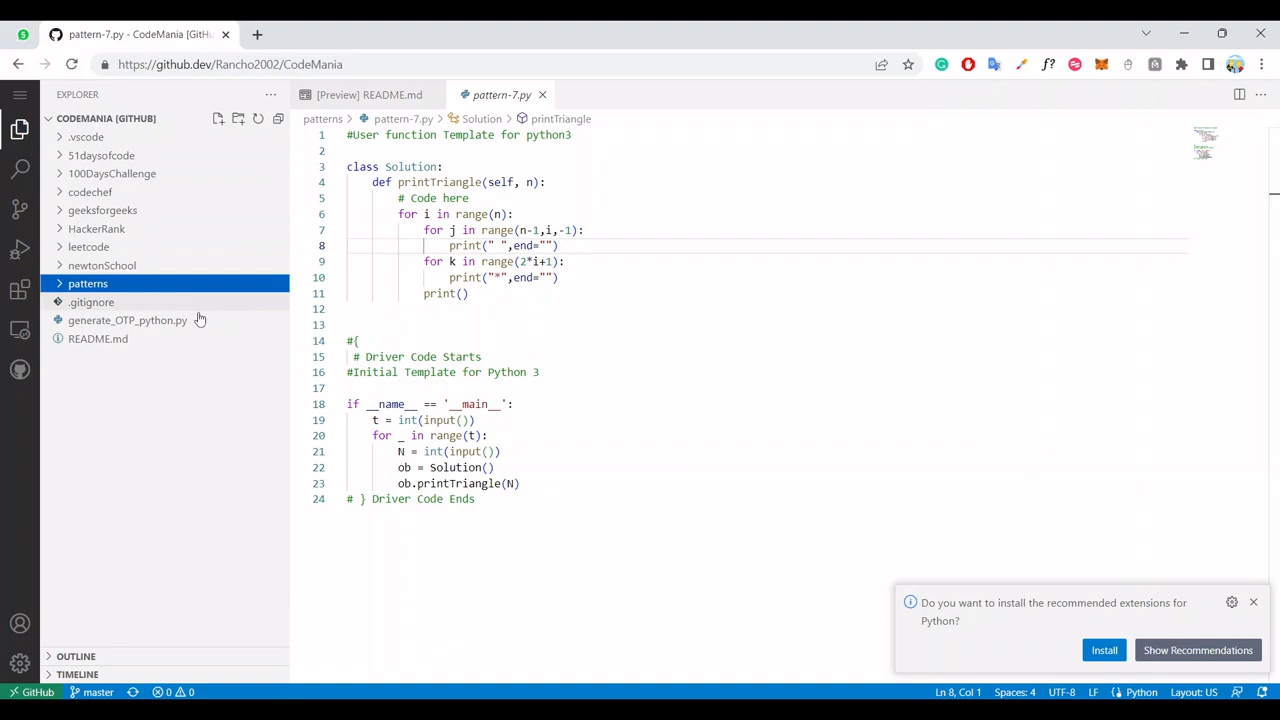 5
pattern-7.py - CodeMania [GitHu
https://github.dev/Rancho2002/CodeMania
EXPLORER
CODEMANIA [GITHUB]
.vscode
51daysofcode
100DaysChallenge
codechef
geeksforgeeks
HackerRank
leetcode
newtonSchool
patterns
.gitignore
generate_OTP_python.py
README.md
OUTLINE
TIMELINE
[Preview] README.md
pattern-7.py
patterns > pattern-7.py > Solution > printTriangle
1 #User function Template for python3
2
3 class Solution:
4 def printTriangle(self, n):
5 # Code here
6 for i in range(n):
7 for j in range(n-1,i,-1):
8 print(" ",end="")
9 for k in range(2*i+1):
10 print("*",end="")
11 print()
12
13
14 #{
15 # Driver Code Starts
16 #Initial Template for Python 3
17
18 if __name__ == '__main__':
19 t = int(input())
20 for _ in range(t):
21 N = int(input())
22 ob = Solution()
23 ob.printTriangle(N)
24 # } Driver Code Ends
Do you want to install the recommended extensions for
Python?
Install
Show Recommendations
GitHub
master
0 0
Ln 8, Col 1
Spaces: 4
UTF-8
LF
Python
Layout: US